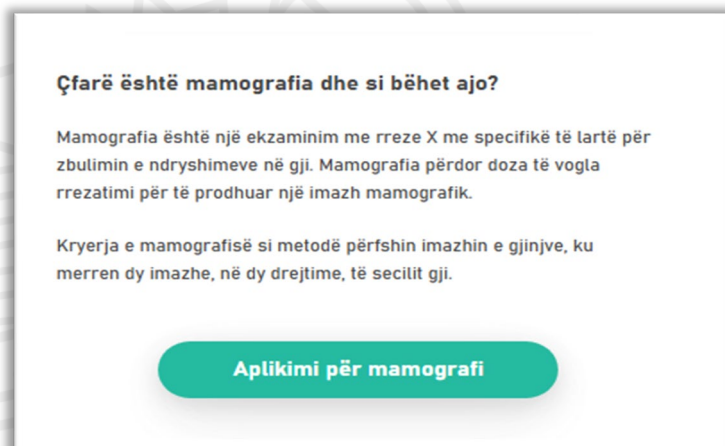 Çfarë është mamografia dhe si bëhet ajo?
Mamografia është një ekzaminim me rreze X me specifikë të lartë për
zbulimin e ndryshimeve në gji. Mamografia përdor doza të vogla
rrezatimi për të prodhuar një imazh mamografik.
Kryerja e mamografisë si metodë përfshin imazhin e gjinjve, ku
merren dy imazhe, në dy drejtime, të secilit gji.
Aplikimi për mamografi